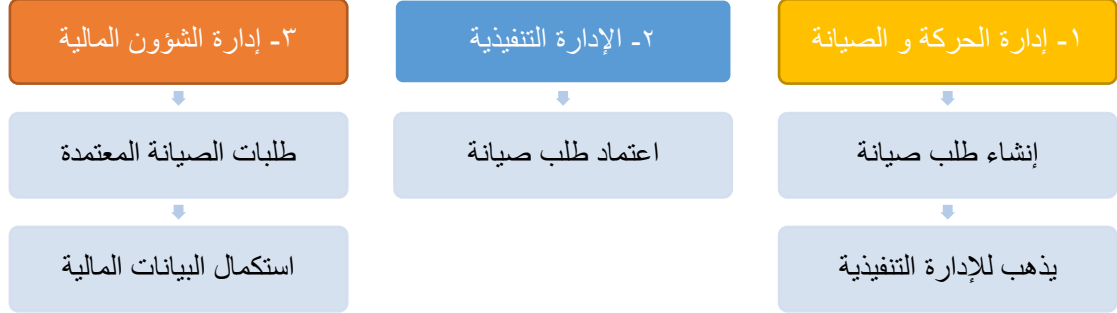 ١- إدارة الحركة و الصيانة
إنشاء طلب صيانة
يذهب للإدارة التنفيذية
٢- الإدارة التنفيذية
اعتماد طلب صيانة
٣- إدارة الشؤون المالية
طلبات الصيانة المعتمدة
استكمال البيانات المالية